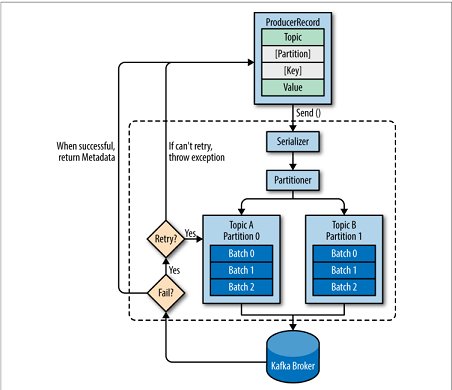 ProducerRecord
Topic
[Partition]
[Key]
Value
Send ()
When successful,
return Metadata
If can't retry,
throw exception
Serializer
Partitioner
Retry?
Yes
Topic A
Partition 0
Batch 0
Batch 1
Batch 2
Topic B
Partition 1
Batch 0
Batch 1
Batch 2
Yes
Fail?
Kafka Broker